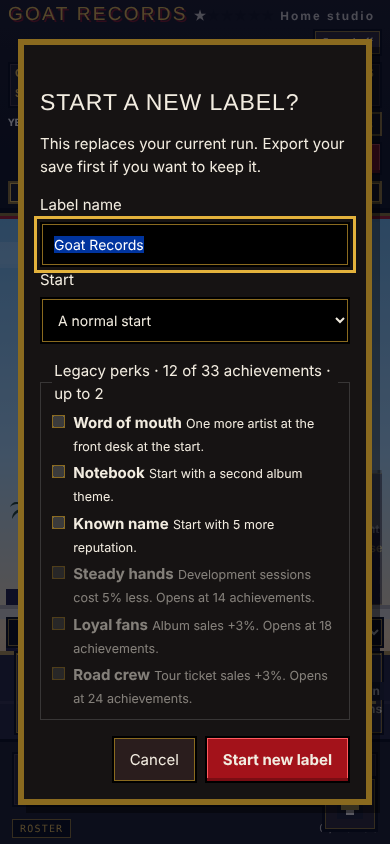 GOAT RECORDS ★
Home studio
START A NEW LABEL?
This replaces your current run. Export your
save first if you want to keep it.
Label name
Goat Records
Start
A normal start
Legacy perks · 12 of 33 achievements ·
up to 2
Word of mouth One more artist at the
front desk at the start.
Notebook Start with a second album
theme.
Known name Start with 5 more
reputation.
Steady hands Development sessions
cost 5% less. Opens at 14 achievements.
Loyal fans Album sales +3%. Opens at 18
achievements.
Road crew Tour ticket sales +3%. Opens
at 24 achievements.
Cancel
Start new label
ROSTER